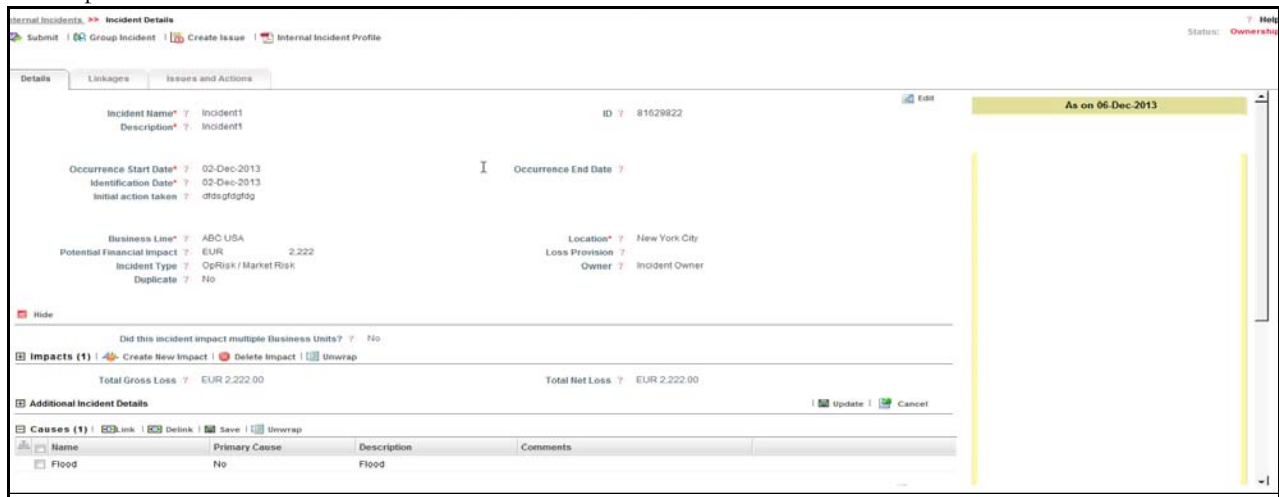 ternal Incidents >> Incident Details
? Help
Submit | Group Incident | Create Issue | Internal Incident Profile
Status: Ownership
Details Linkages Issues and Actions
Edit
As on 06-Dec-2013
Incident Name* ? Incident1 ID ? 81629822
Description* ? Incident1
Occurrence Start Date* ? 02-Dec-2013 Occurrence End Date ?
Identification Date* ? 02-Dec-2013
Initial action taken ? dfdsgfdgfdg
Business Line* ? ABC USA Location* ? New York City
Potential Financial Impact ? EUR 2,222 Loss Provision ?
Incident Type ? OpRisk / Market Risk Owner ? Incident Owner
Duplicate ? No
Hide
Did this incident impact multiple Business Units? ? No
Impacts (1) | Create New Impact | Delete Impact | Unwrap
Total Gross Loss ? EUR 2,222.00 Total Net Loss ? EUR 2,222.00
Additional Incident Details | Update | Cancel
Causes (1) | Link | Delink | Save | Unwrap
Name Primary Cause Description Comments
Flood No Flood